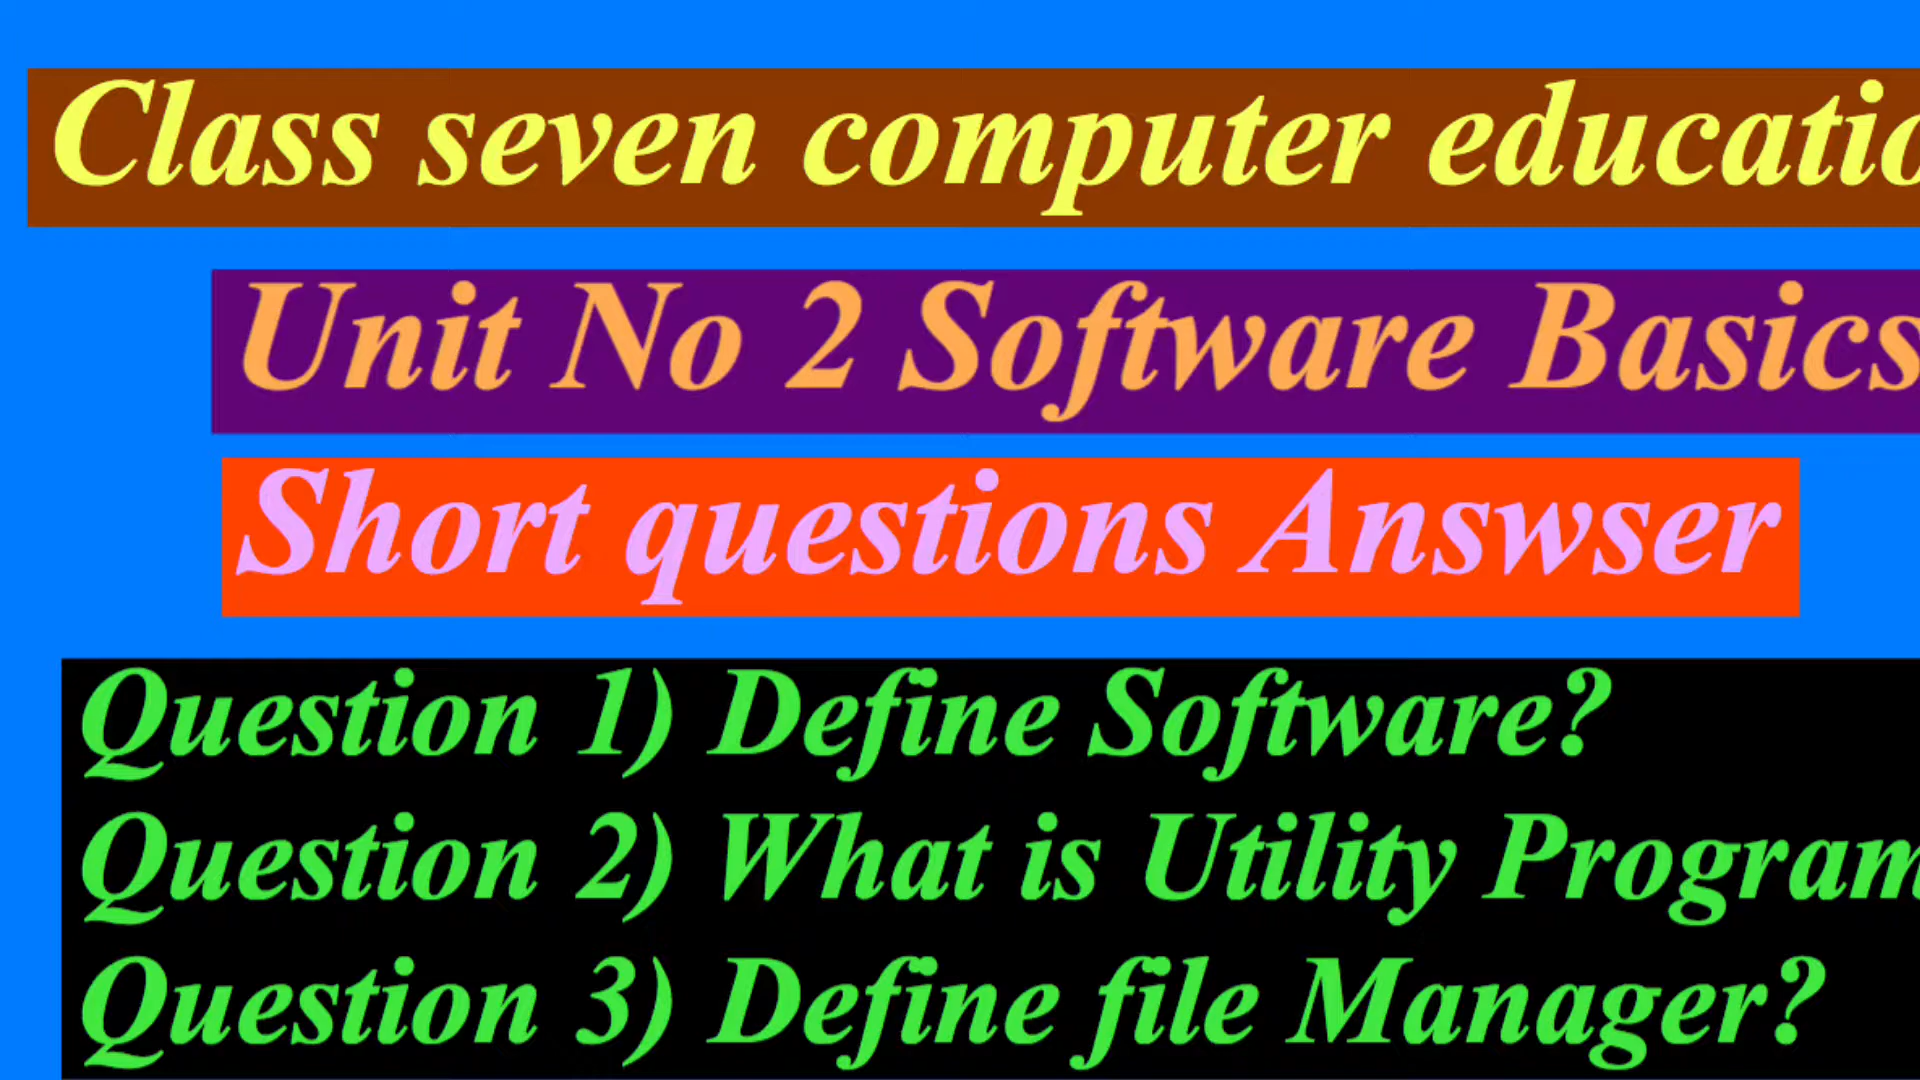 Class seven computer educatio
Unit No 2 Software Basics
Short questions Answser
Question 1) Define Software?
Question 2) What is Utility Program
Question 3) Define file Manager?